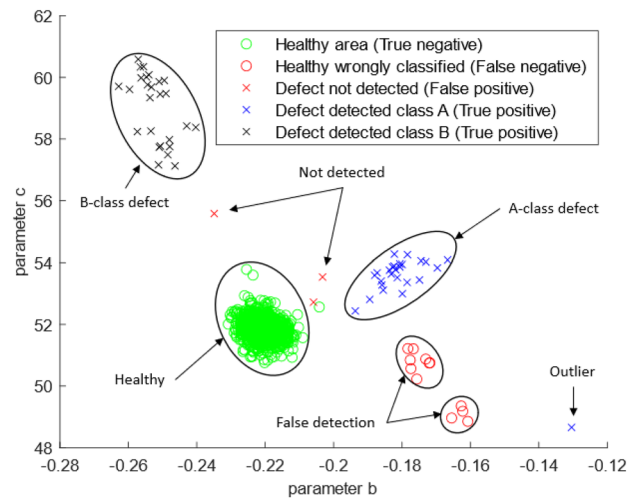 62
60
58
56
54
52
50
48
parameter c
Healthy area (True negative)
Healthy wrongly classified (False negative)
Defect not detected (False positive)
Defect detected class A (True positive)
Defect detected class B (True positive)
Not detected
B-class defect
A-class defect
Healthy
Outlier
False detection
-0.28 -0.26 -0.24 -0.22 -0.2 -0.18 -0.16 -0.14 -0.12
parameter b